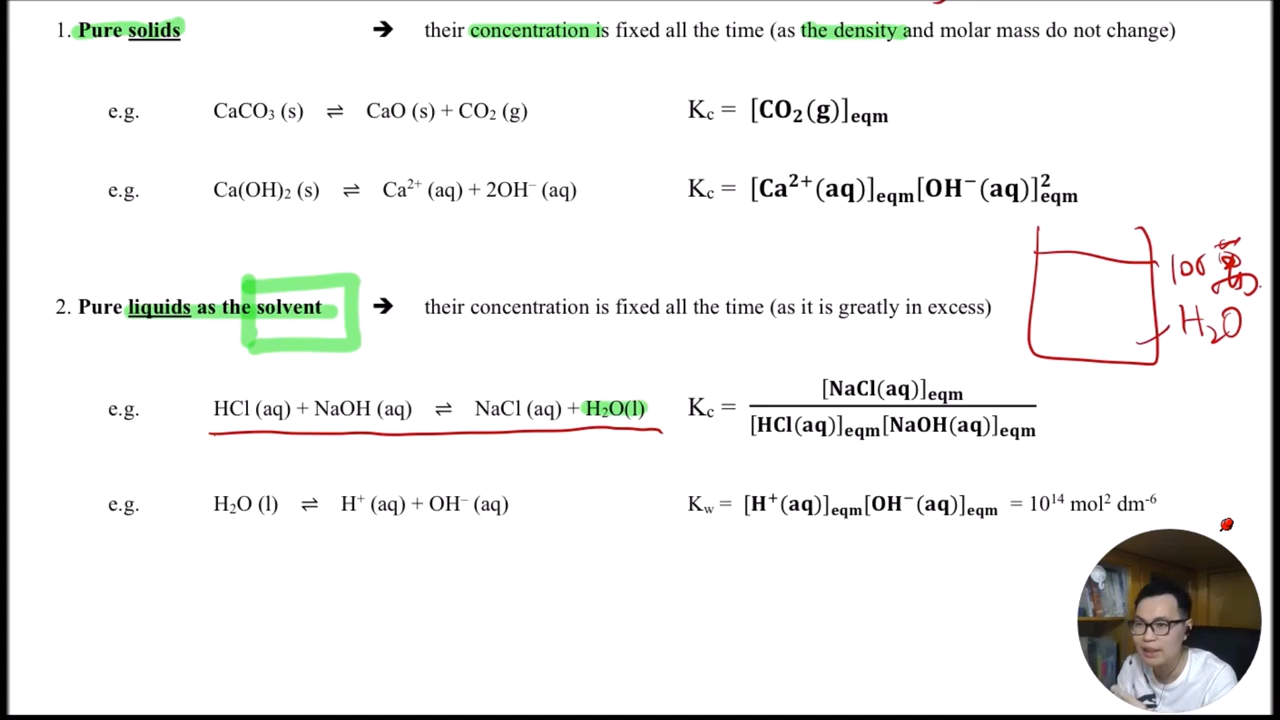 1. Pure solids → their concentration is fixed all the time (as the density and molar mass do not change)
e.g. CaCO₃ (s) ⇌ CaO (s) + CO₂ (g) K꜀ = [CO₂(g)]eqm
e.g. Ca(OH)₂ (s) ⇌ Ca²⁺ (aq) + 2OH⁻ (aq) K꜀ = [Ca²⁺(aq)]eqm[OH⁻(aq)]²eqm
100 萬
2. Pure liquids as the solvent → their concentration is fixed all the time (as it is greatly in excess)
H₂O
e.g. HCl (aq) + NaOH (aq) ⇌ NaCl (aq) + H₂O(l) K꜀ = [NaCl(aq)]eqm / [HCl(aq)]eqm[NaOH(aq)]eqm
e.g. H₂O (l) ⇌ H⁺ (aq) + OH⁻ (aq) Kw = [H⁺(aq)]eqm[OH⁻(aq)]eqm = 10¹⁴ mol² dm⁻⁶